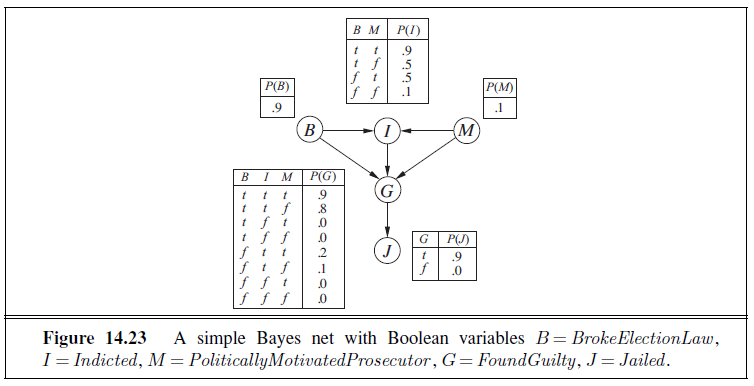 B M P(I)
t t .9
t f .5
f t .5
f f .1
P(B)
.9
P(M)
.1
B
I
M
B I M P(G)
t t t .9
t t f .8
t f t .0
t f f .0
f t t .2
f t f .1
f f t .0
f f f .0
G
J
G P(J)
t .9
f .0
Figure 14.23 A simple Bayes net with Boolean variables B = BrokeElectionLaw,
I = Indicted, M = PoliticallyMotivatedProsecutor, G = FoundGuilty, J = Jailed.